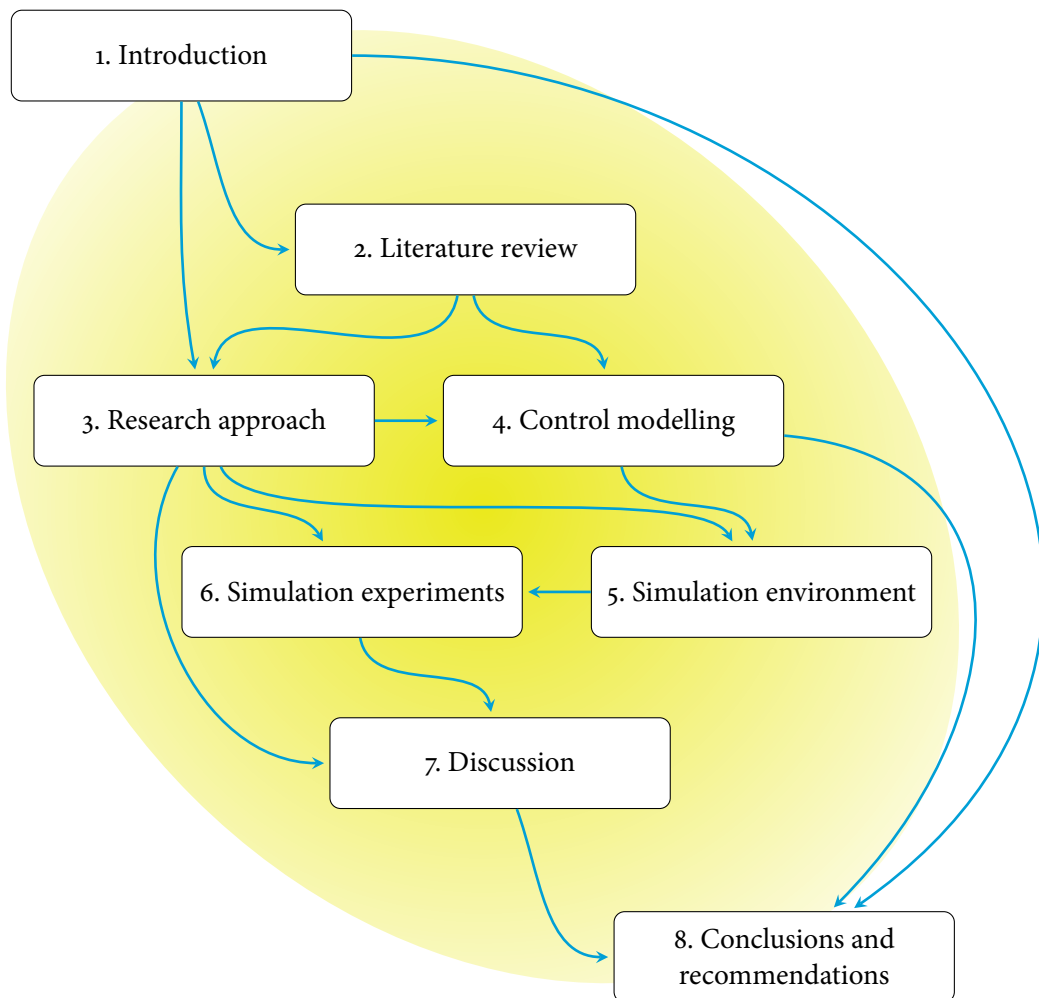 1. Introduction
2. Literature review
3. Research approach
4. Control modelling
6. Simulation experiments
5. Simulation environment
7. Discussion
8. Conclusions and
recommendations